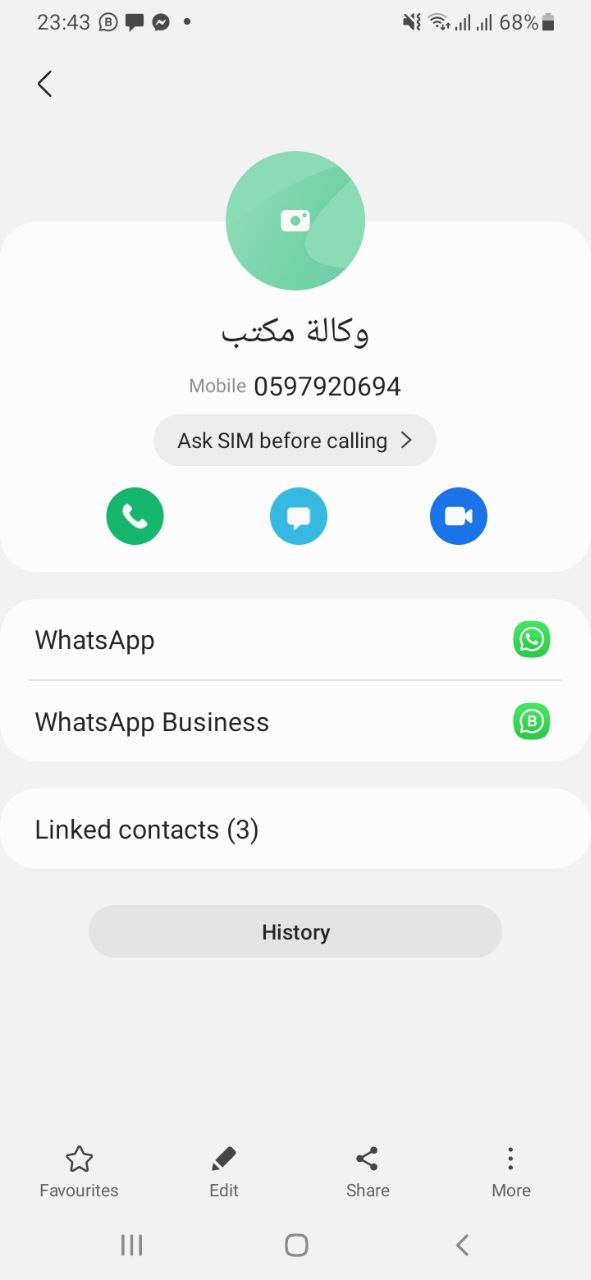 23:43
68%
وكالة مكتب
Mobile 0597920694
Ask SIM before calling
WhatsApp
WhatsApp Business
B
Linked contacts (3)
History
Favourites Edit Share More